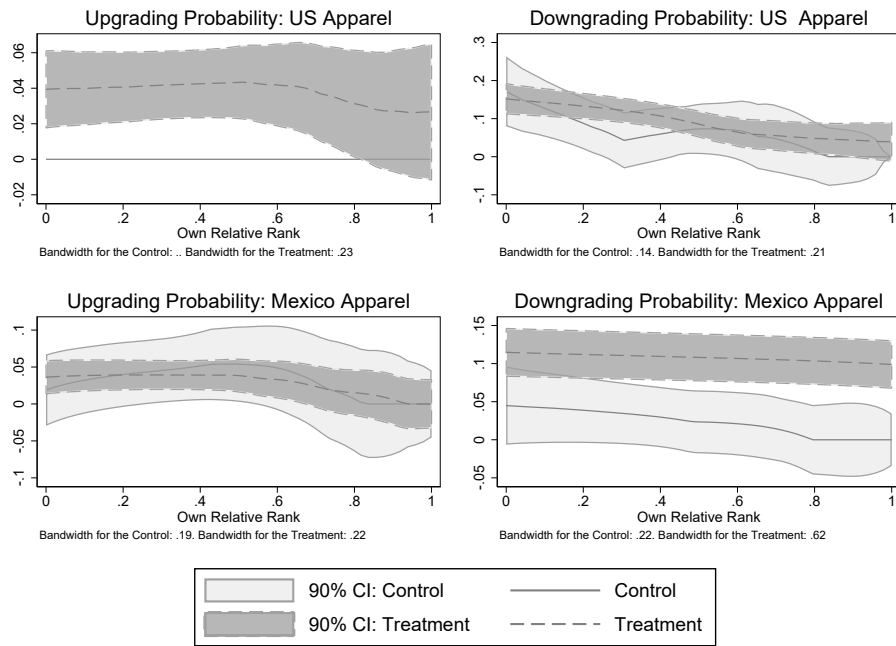 Upgrading Probability: US Apparel
-.02 0 .02 .04 .06
0 .2 .4 .6 .8 1
Own Relative Rank
Bandwidth for the Control: .. Bandwidth for the Treatment: .23
Downgrading Probability: US Apparel
-.1 0 .1 .2 .3
0 .2 .4 .6 .8 1
Own Relative Rank
Bandwidth for the Control: .14. Bandwidth for the Treatment: .21
Upgrading Probability: Mexico Apparel
-.1 -.05 0 .05 .1
0 .2 .4 .6 .8 1
Own Relative Rank
Bandwidth for the Control: .19. Bandwidth for the Treatment: .22
Downgrading Probability: Mexico Apparel
-.05 0 .05 .1 .15
0 .2 .4 .6 .8 1
Own Relative Rank
Bandwidth for the Control: .22. Bandwidth for the Treatment: .62
90% CI: Control Control
90% CI: Treatment Treatment